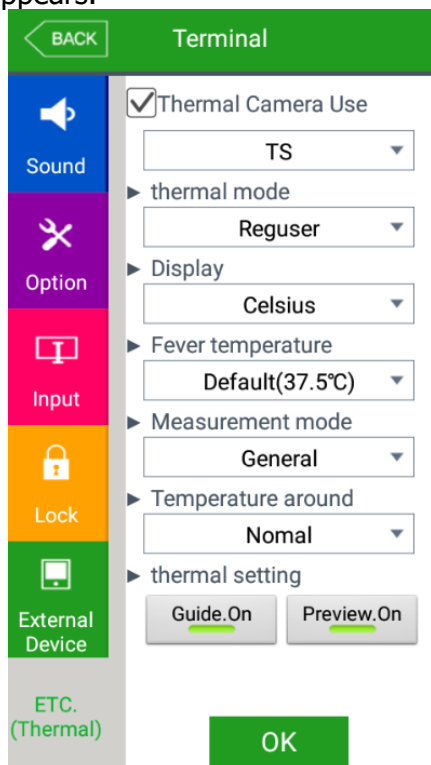 ppears.
BACK
Terminal
Sound
Option
Input
Lock
External
Device
ETC.
(Thermal)
Thermal Camera Use
TS
thermal mode
Reguser
Display
Celsius
Fever temperature
Default(37.5℃)
Measurement mode
General
Temperature around
Nomal
thermal setting
Guide.On
Preview.On
OK